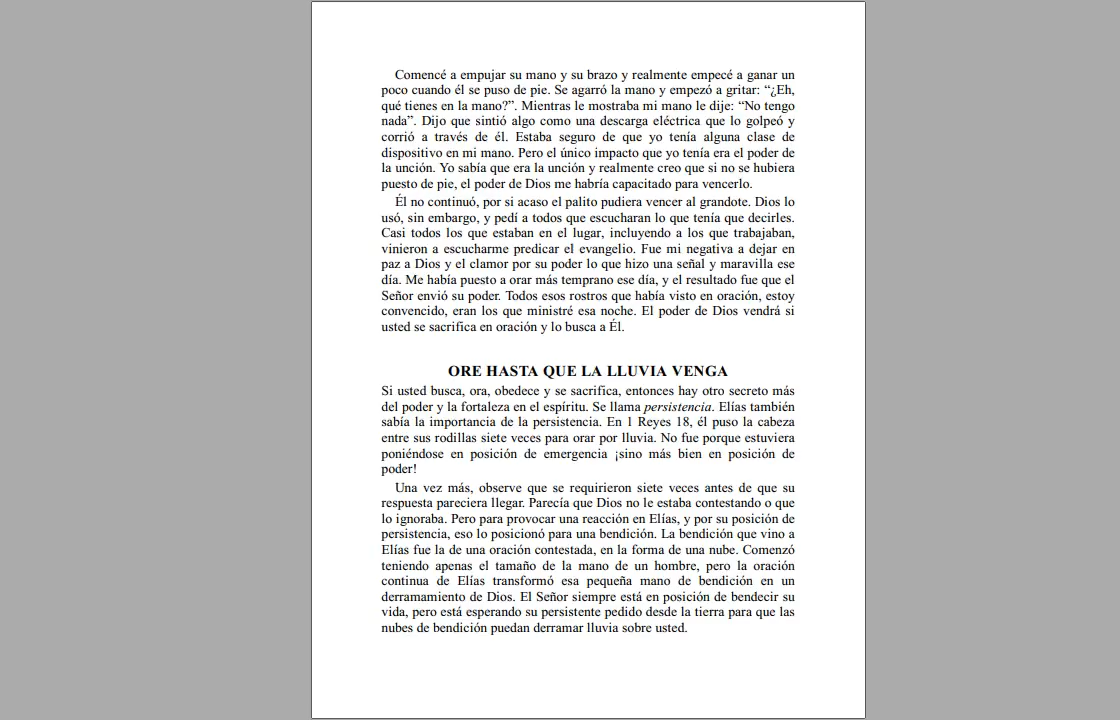 Comencé a empujar su mano y su brazo y realmente empecé a ganar un
poco cuando él se puso de pie. Se agarró la mano y empezó a gritar: “¿Eh,
qué tienes en la mano?”. Mientras le mostraba mi mano le dije: “No tengo
nada”. Dijo que sintió algo como una descarga eléctrica que lo golpeó y
corrió a través de él. Estaba seguro de que yo tenía alguna clase de
dispositivo en mi mano. Pero el único impacto que yo tenía era el poder de
la unción. Yo sabía que era la unción y realmente creo que si no se hubiera
puesto de pie, el poder de Dios me habría capacitado para vencerlo.
Él no continuó, por si acaso el palito pudiera vencer al grandote. Dios lo
usó, sin embargo, y pedí a todos que escucharan lo que tenía que decirles.
Casi todos los que estaban en el lugar, incluyendo a los que trabajaban,
vinieron a escucharme predicar el evangelio. Fue mi negativa a dejar en
paz a Dios y el clamor por su poder lo que hizo una señal y maravilla ese
día. Me había puesto a orar más temprano ese día, y el resultado fue que el
Señor envió su poder. Todos esos rostros que había visto en oración, estoy
convencido, eran los que ministré esa noche. El poder de Dios vendrá si
usted se sacrifica en oración y lo busca a Él.
ORE HASTA QUE LA LLUVIA VENGA
Si usted busca, ora, obedece y se sacrifica, entonces hay otro secreto más
del poder y la fortaleza en el espíritu. Se llama persistencia. Elías también
sabía la importancia de la persistencia. En 1 Reyes 18, él puso la cabeza
entre sus rodillas siete veces para orar por lluvia. No fue porque estuviera
poniéndose en posición de emergencia ¡sino más bien en posición de
poder!
Una vez más, observe que se requirieron siete veces antes de que su
respuesta pareciera llegar. Parecía que Dios no le estaba contestando o que
lo ignoraba. Pero para provocar una reacción en Elías, y por su posición de
persistencia, eso lo posicionó para una bendición. La bendición que vino a
Elías fue la de una oración contestada, en la forma de una nube. Comenzó
teniendo apenas el tamaño de la mano de un hombre, pero la oración
continua de Elías transformó esa pequeña mano de bendición en un
derramamiento de Dios. El Señor siempre está en posición de bendecir su
vida, pero está esperando su persistente pedido desde la tierra para que las
nubes de bendición puedan derramar lluvia sobre usted.